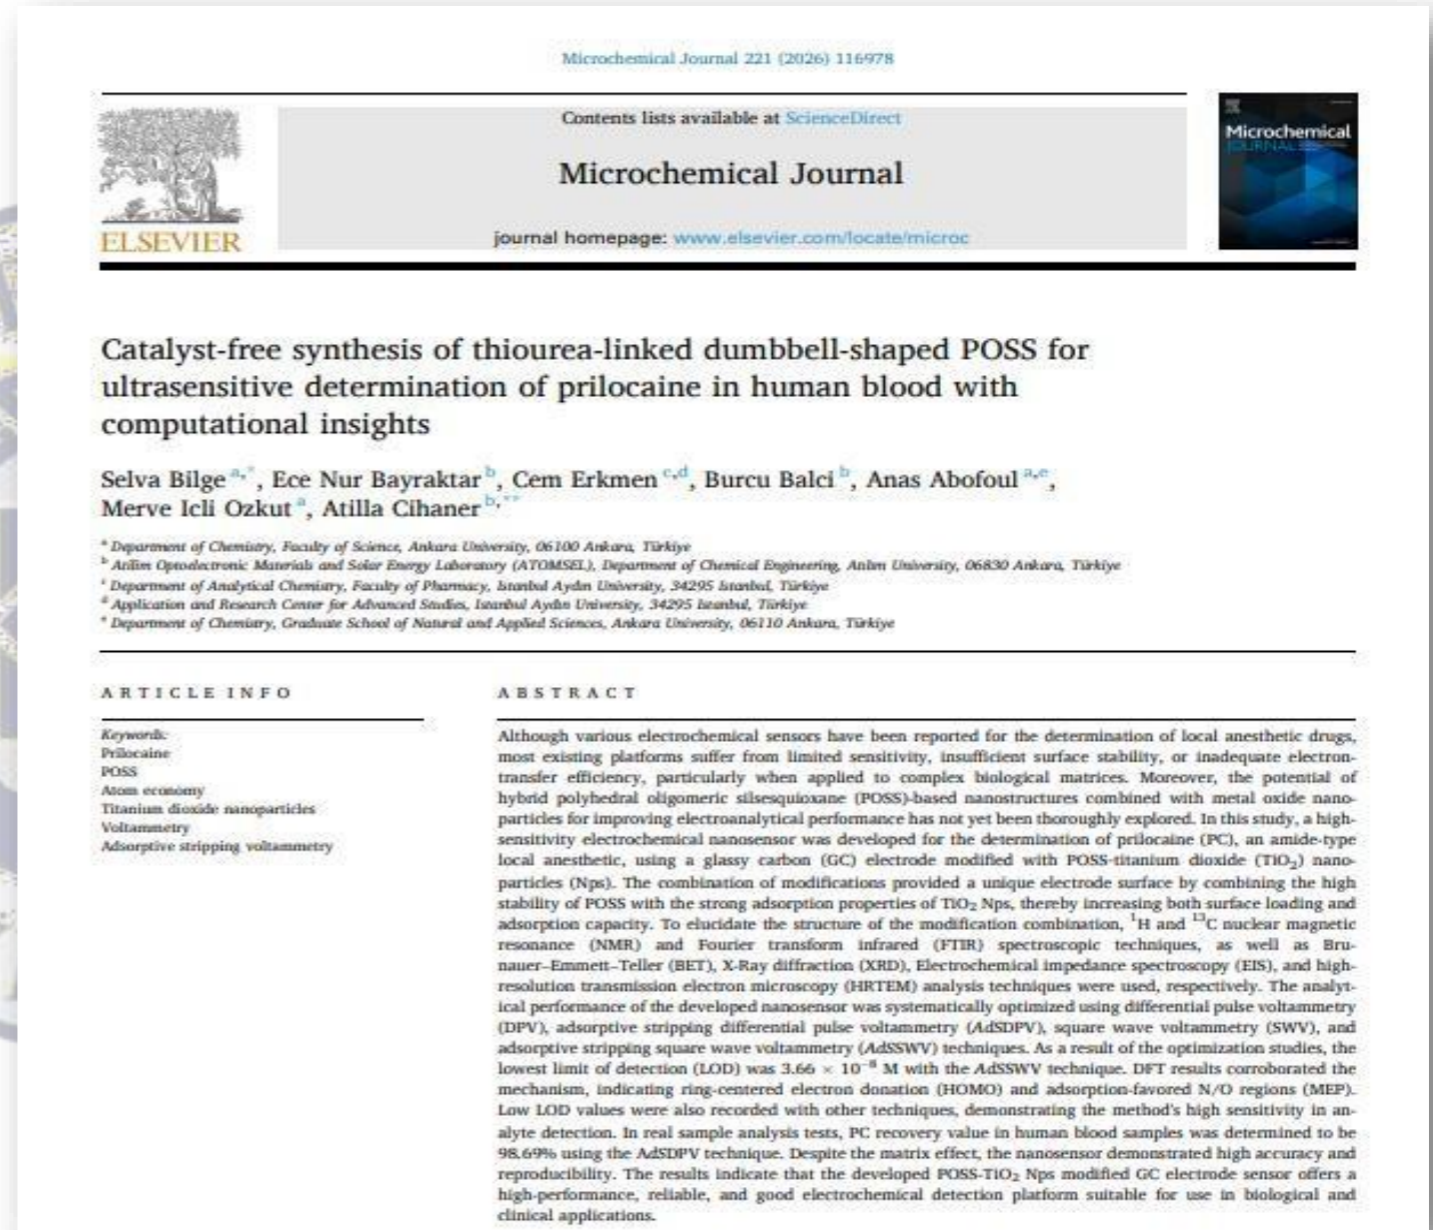 Microchemical Journal 221 (2026) 116978
ELSEVIER
Contents lists available at ScienceDirect
Microchemical Journal
journal homepage: www.elsevier.com/locate/microc
Microchemical
JOURNAL
Catalyst-free synthesis of thiourea-linked dumbbell-shaped POSS for
ultrasensitive determination of prilocaine in human blood with
computational insights
Selva Bilge a,*, Ece Nur Bayraktar b, Cem Erkmen c,d, Burcu Balci b, Anas Abofoul a,e,
Merve Icli Ozkut a, Atilla Cihaner b,**
a Department of Chemistry, Faculty of Science, Ankara University, 06100 Ankara, Türkiye
b Atılım Optoelectronic Materials and Solar Energy Laboratory (ATOMSEL), Department of Chemical Engineering, Atılım University, 06830 Ankara, Türkiye
c Department of Analytical Chemistry, Faculty of Pharmacy, Istanbul Aydın University, 34295 Istanbul, Türkiye
d Application and Research Center for Advanced Studies, Istanbul Aydın University, 34295 Istanbul, Türkiye
e Department of Chemistry, Graduate School of Natural and Applied Sciences, Ankara University, 06110 Ankara, Türkiye
ARTICLE INFO
Keywords:
Prilocaine
POSS
Atom economy
Titanium dioxide nanoparticles
Voltammetry
Adsorptive stripping voltammetry
ABSTRACT
Although various electrochemical sensors have been reported for the determination of local anesthetic drugs,
most existing platforms suffer from limited sensitivity, insufficient surface stability, or inadequate electron-
transfer efficiency, particularly when applied to complex biological matrices. Moreover, the potential of
hybrid polyhedral oligomeric silsesquioxane (POSS)-based nanostructures combined with metal oxide nano-
particles for improving electroanalytical performance has not yet been thoroughly explored. In this study, a high-
sensitivity electrochemical nanosensor was developed for the determination of prilocaine (PC), an amide-type
local anesthetic, using a glassy carbon (GC) electrode modified with POSS-titanium dioxide (TiO₂) nano-
particles (Nps). The combination of modifications provided a unique electrode surface by combining the high
stability of POSS with the strong adsorption properties of TiO₂ Nps, thereby increasing both surface loading and
adsorption capacity. To elucidate the structure of the modification combination, ¹H and ¹³C nuclear magnetic
resonance (NMR) and Fourier transform infrared (FTIR) spectroscopic techniques, as well as Bru-
nauer–Emmett–Teller (BET), X-Ray diffraction (XRD), Electrochemical impedance spectroscopy (EIS), and high-
resolution transmission electron microscopy (HRTEM) analysis techniques were used, respectively. The analyt-
ical performance of the developed nanosensor was systematically optimized using differential pulse voltammetry
(DPV), adsorptive stripping differential pulse voltammetry (AdSDPV), square wave voltammetry (SWV), and
adsorptive stripping square wave voltammetry (AdSSWV) techniques. As a result of the optimization studies, the
lowest limit of detection (LOD) was 3.66 × 10⁻⁸ M with the AdSSWV technique. DFT results corroborated the
mechanism, indicating ring-centered electron donation (HOMO) and adsorption-favored N/O regions (MEP).
Low LOD values were also recorded with other techniques, demonstrating the method's high sensitivity in an-
alyte detection. In real sample analysis tests, PC recovery value in human blood samples was determined to be
98.69% using the AdSDPV technique. Despite the matrix effect, the nanosensor demonstrated high accuracy and
reproducibility. The results indicate that the developed POSS-TiO₂ Nps modified GC electrode sensor offers a
high-performance, reliable, and good electrochemical detection platform suitable for use in biological and
clinical applications.